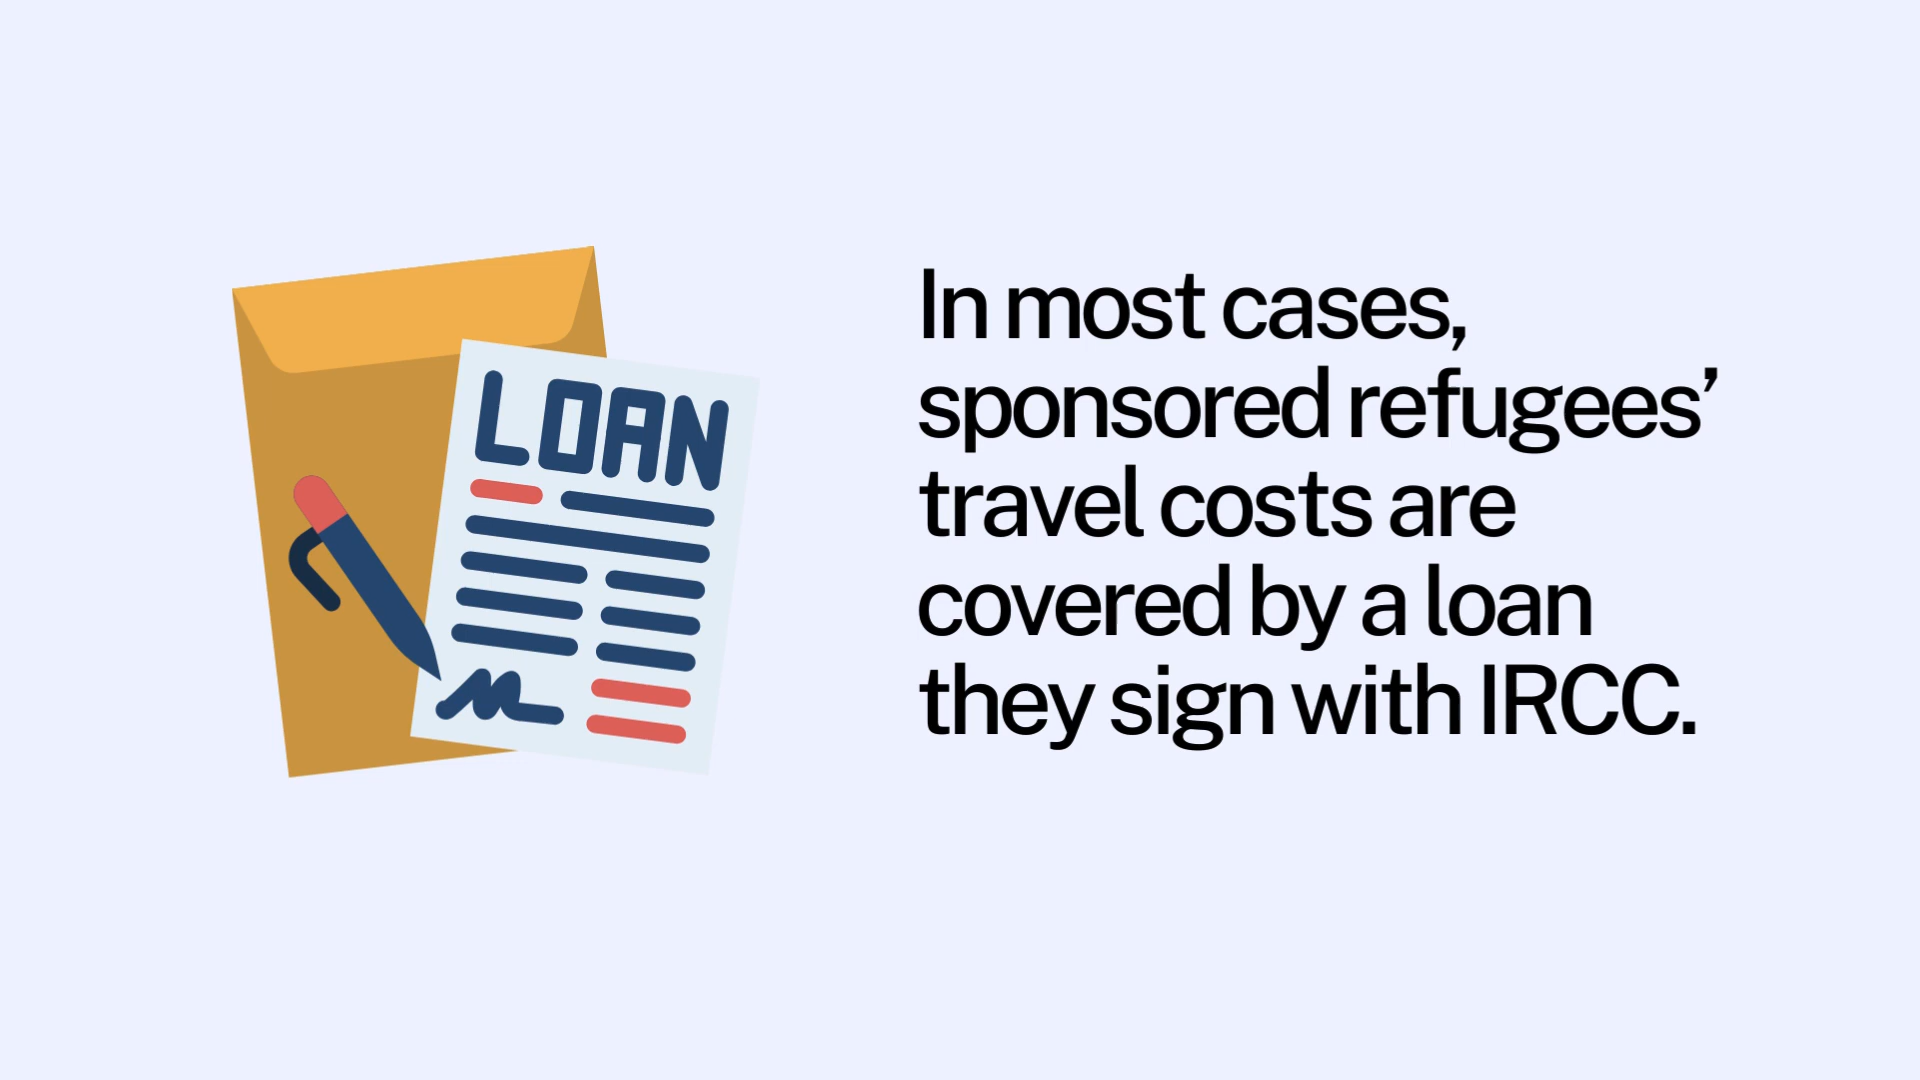 LOAN
In most cases,
sponsored refugees’
travel costs are
covered by a loan
they sign with IRCC.